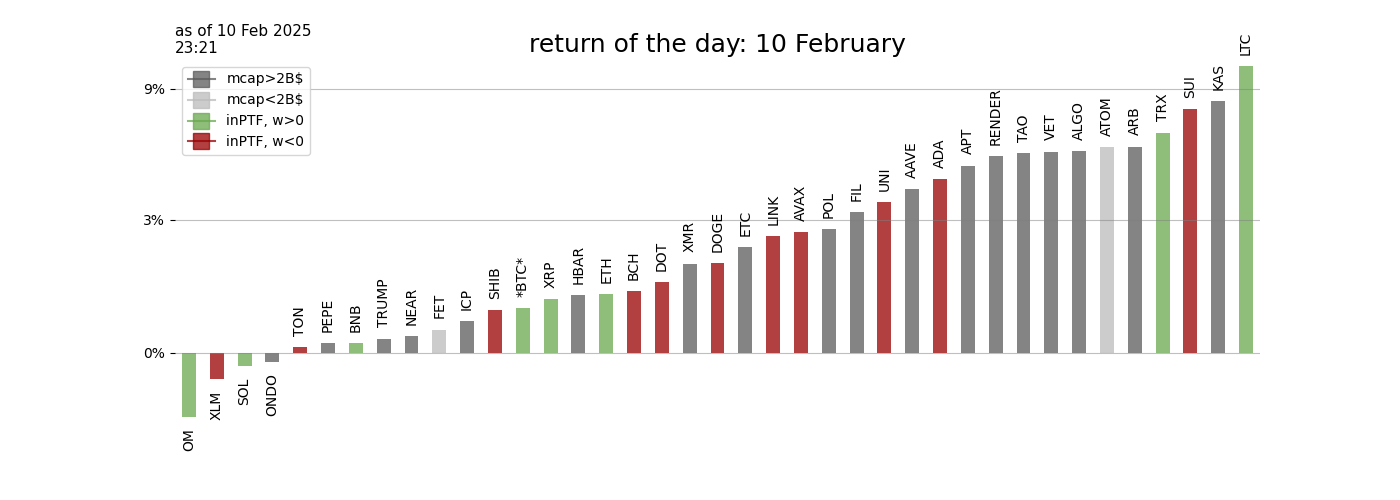 as of 10 Feb 2025
23:21
return of the day: 10 February
mcap>2B$
mcap<2B$
inPTF, w>0
inPTF, w<0
9%
3%
0%
OM
XLM
SOL
ONDO
TON
PEPE
BNB
TRUMP
NEAR
FET
ICP
SHIB
*BTC*
XRP
HBAR
ETH
BCH
DOT
XMR
DOGE
ETC
LINK
AVAX
POL
FIL
UNI
AAVE
ADA
APT
RENDER
TAO
VET
ALGO
ATOM
ARB
TRX
SUI
KAS
LTC